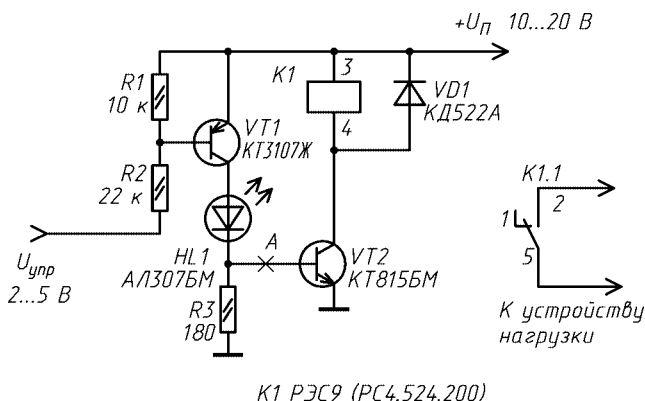 +Uп 10...20 В
R1
10 к
K1
3
4
VD1
КД522А
VT1
КТ3107Ж
R2
22 к
K1.1
1
2
5
Uупр
2...5 В
HL1
АЛ307БМ
A
VT2
КТ815БМ
R3
180
К устройству
нагрузки
K1 РЭС9 (РС4.524.200)